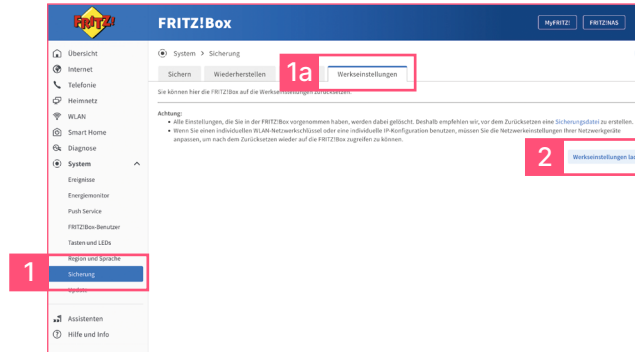 FRITZ!
FRITZ!Box
MyFRITZ!
FRITZ!NAS
Übersicht
Internet
Telefonie
Heimnetz
WLAN
Smart Home
Diagnose
System
Ereignisse
Energiemonitor
Push Service
FRITZ!Box-Benutzer
Tasten und LEDs
Region und Sprache
1
Sicherung
Update
Assistenten
Hilfe und Info
System > Sicherung
1a
Sichern
Wiederherstellen
Werkseinstellungen
Sie können hier die FRITZ!Box auf die Werkseinstellungen zurücksetzen.
Achtung:
• Alle Einstellungen, die Sie in der FRITZ!Box vorgenommen haben, werden dabei gelöscht. Deshalb empfehlen wir, vor dem Zurücksetzen eine Sicherungsdatei zu erstellen.
• Wenn Sie einen individuellen WLAN-Netzwerkschlüssel oder eine individuelle IP-Konfiguration benutzen, müssen Sie die Netzwerkeinstellungen Ihrer Netzwerkgeräte
anpassen, um nach dem Zurücksetzen wieder auf die FRITZ!Box zugreifen zu können.
2
Werkseinstellungen